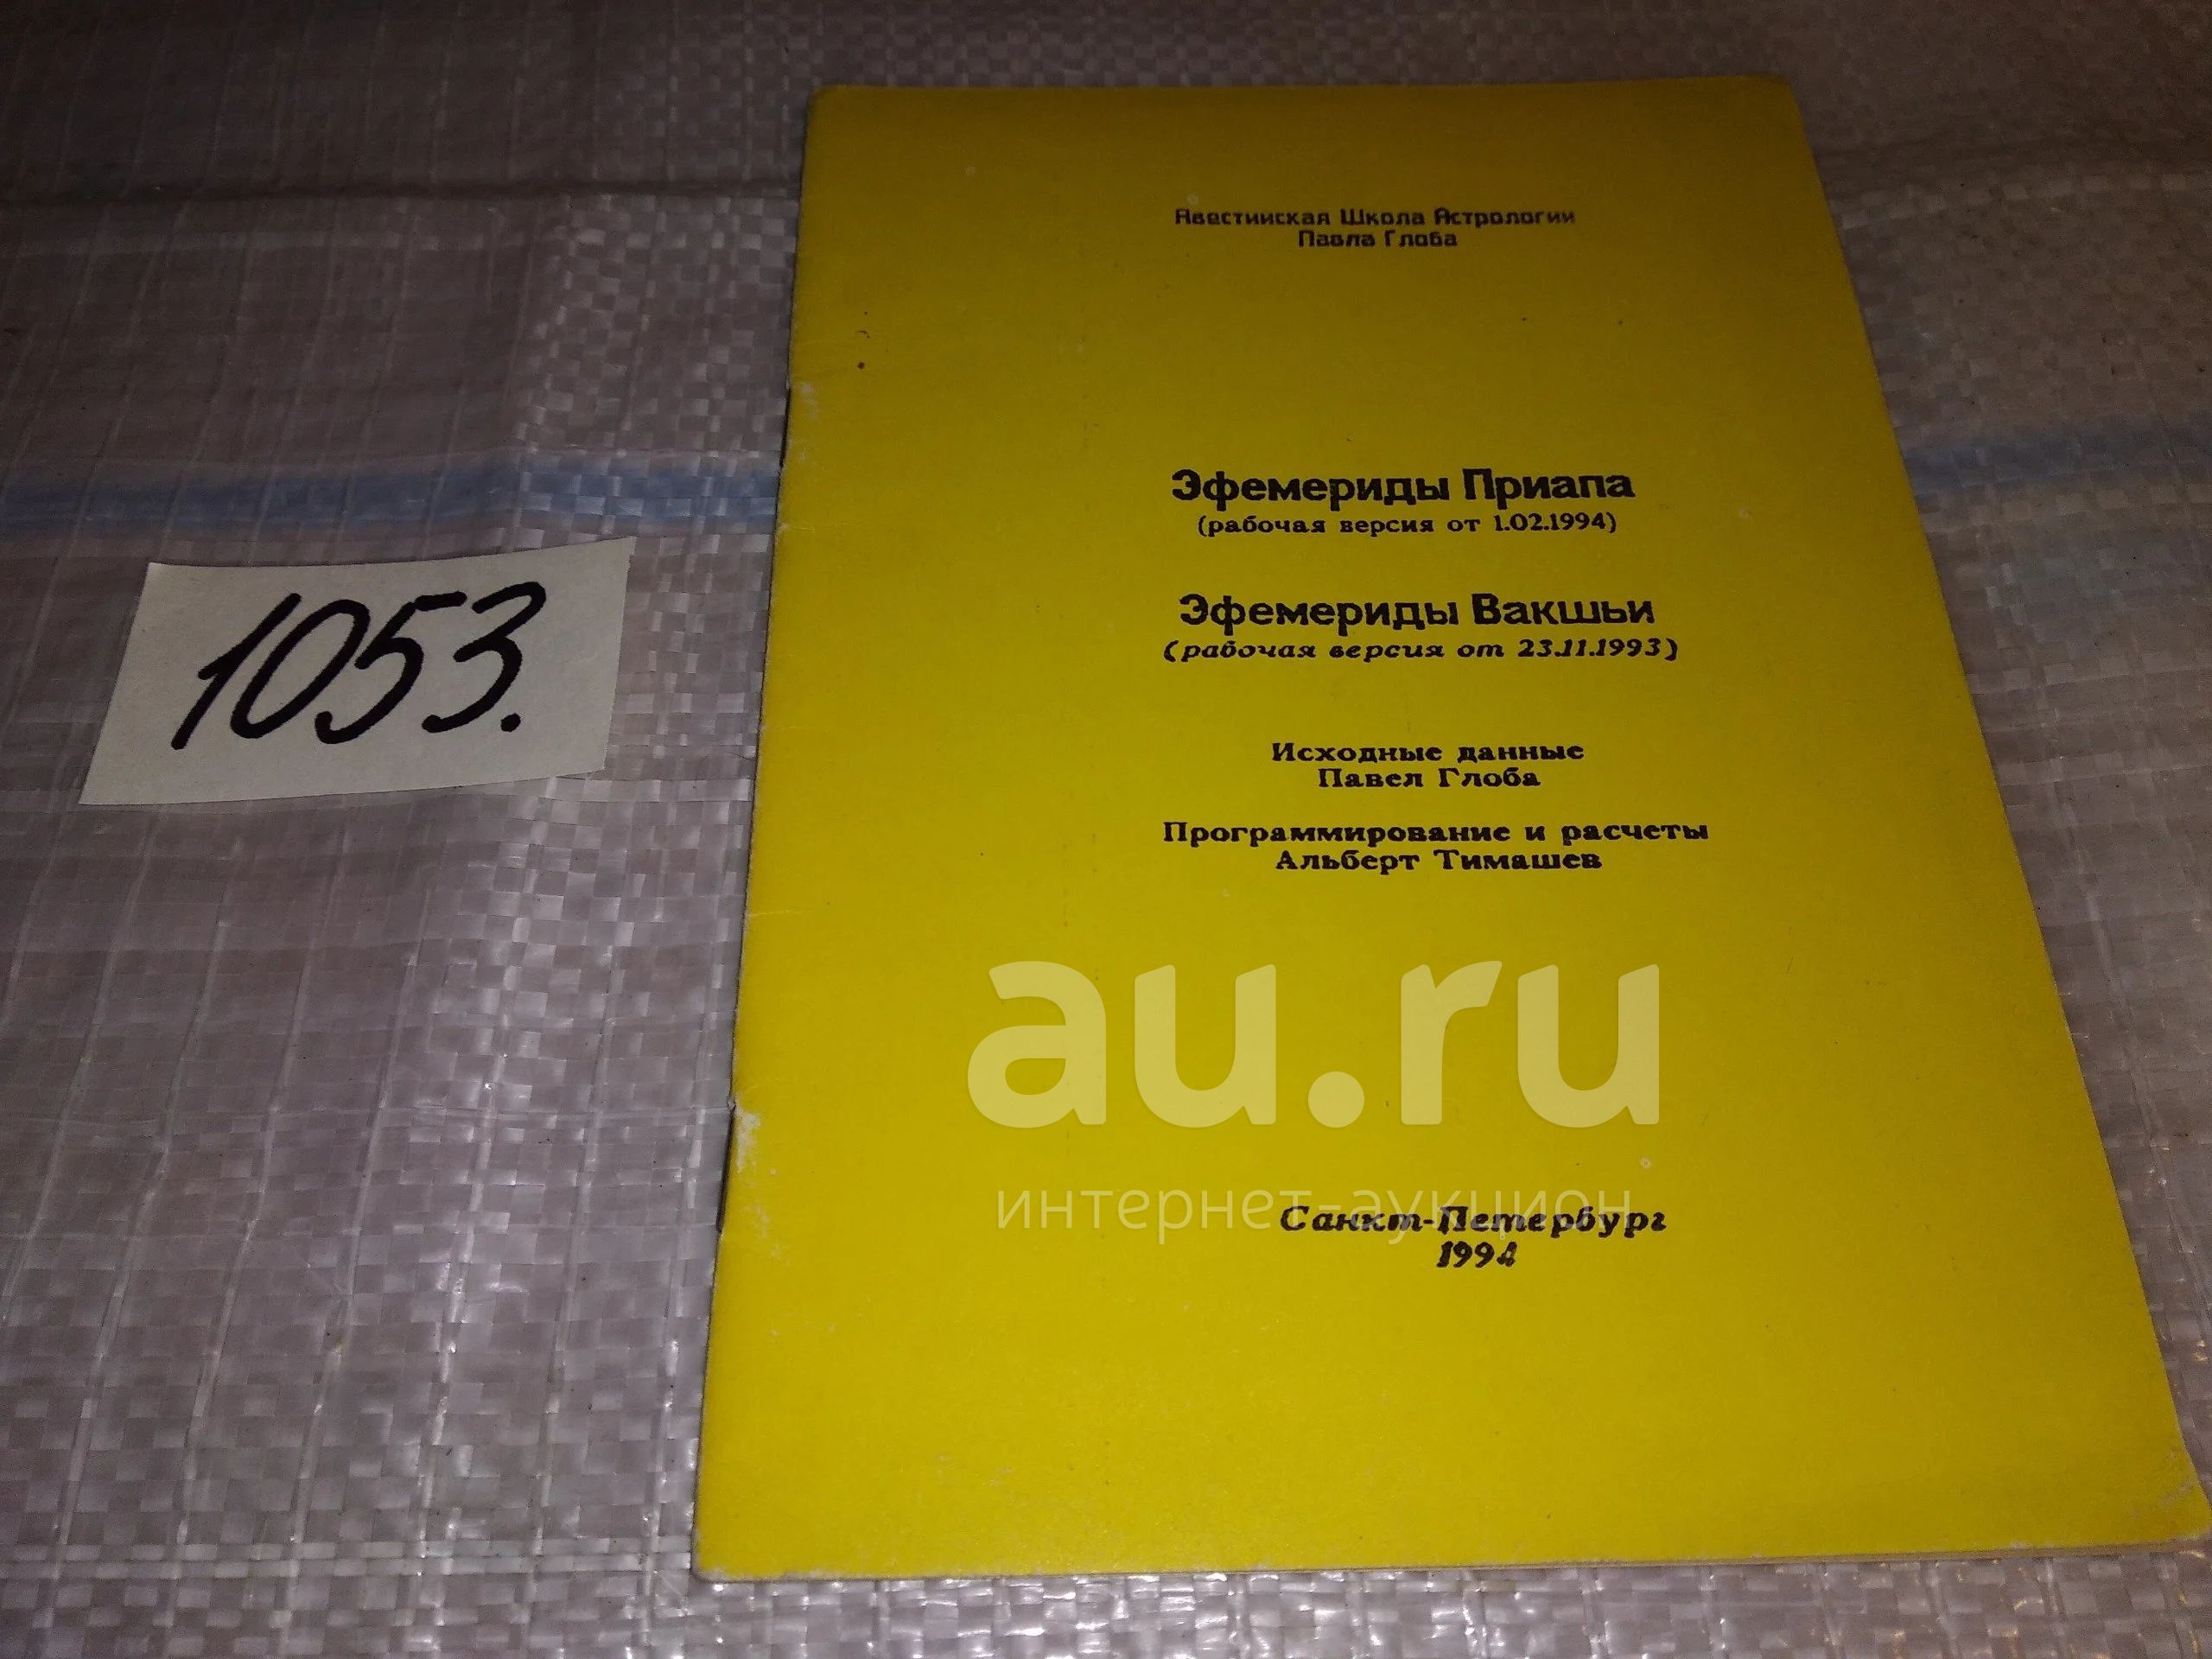 Авестийская Школа Астрологии
Павла Глоба
Эфемериды Приапа
(рабочая версия от 1.02.1994)
Эфемериды Вакшьи
(рабочая версия от 23.11.1993)
1053.
Исходные данные
Павел Глоба
Программирование и расчеты
Альберт Тимашев
au.ru
интернет-аукцион
Санкт-Петербург
1994